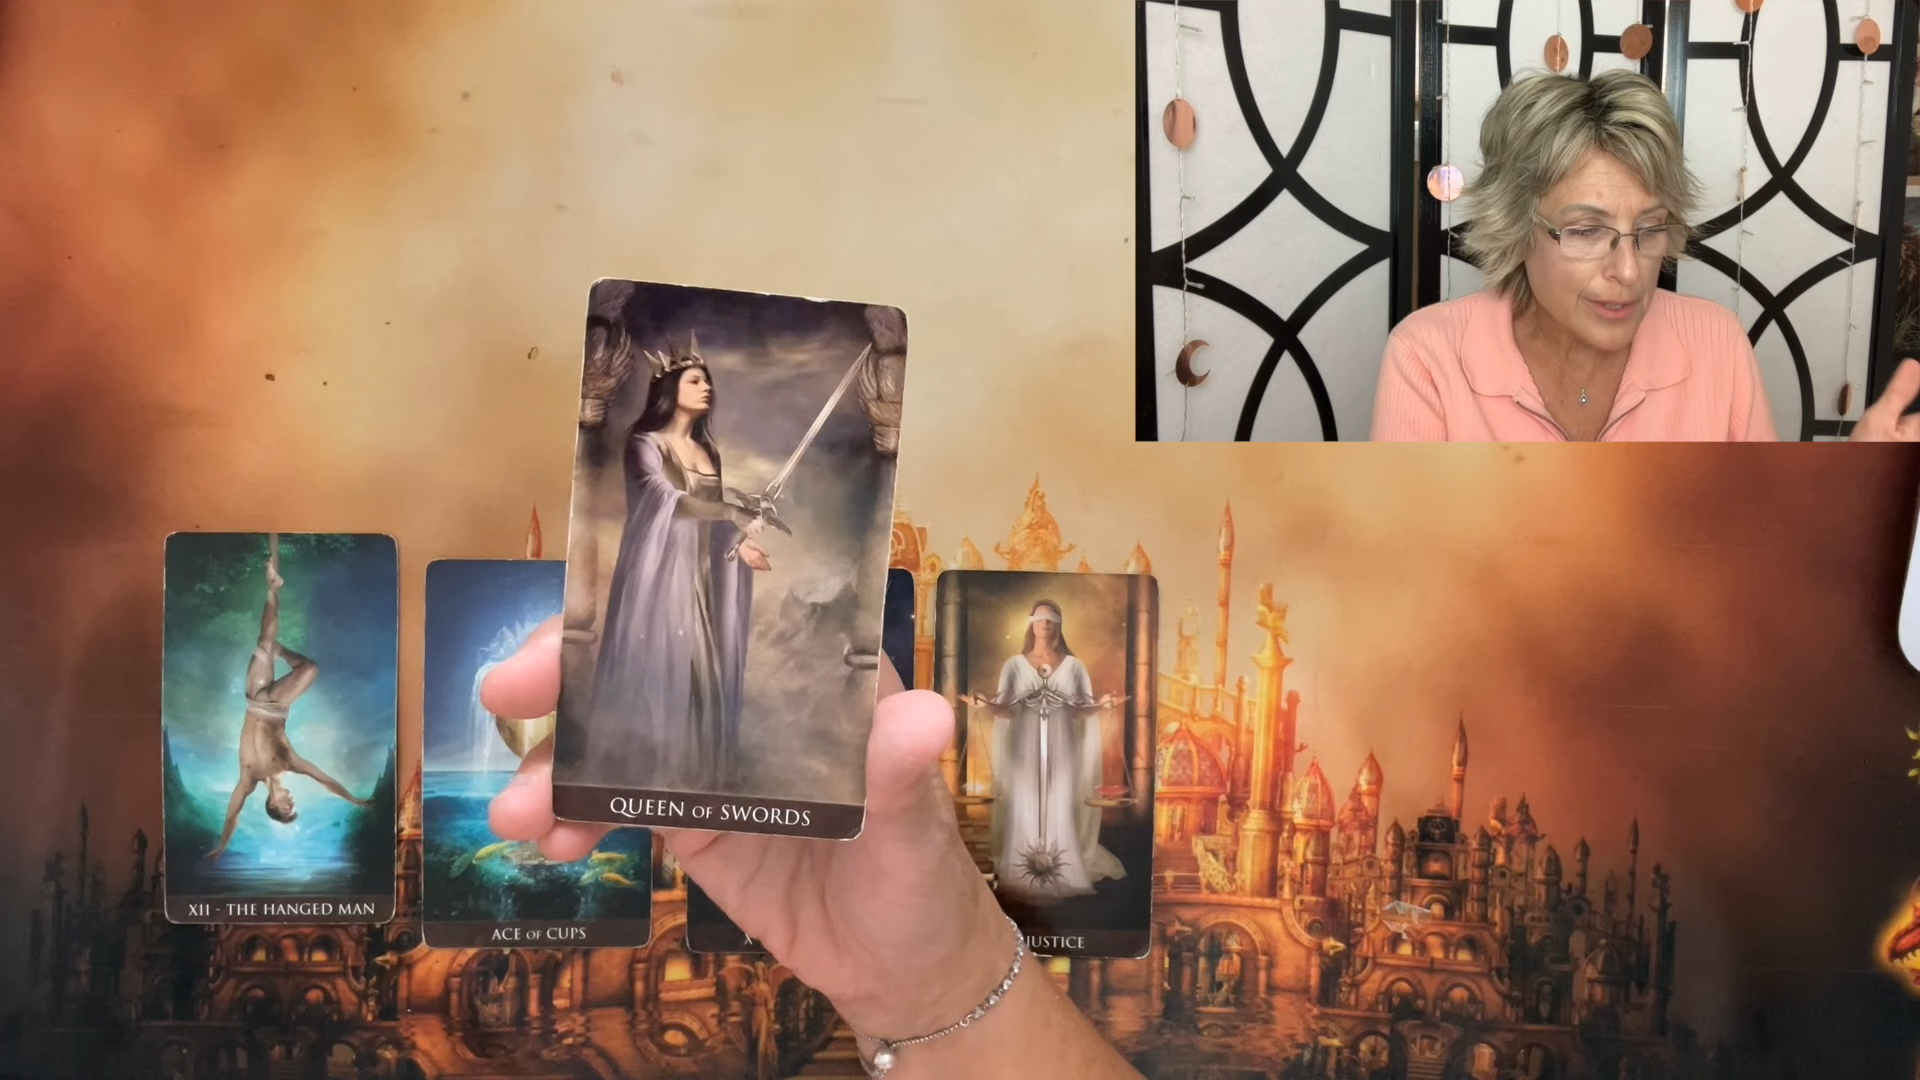 QUEEN OF SWORDS
XII - THE HANGED MAN
ACE OF CUPS
X
JUSTICE